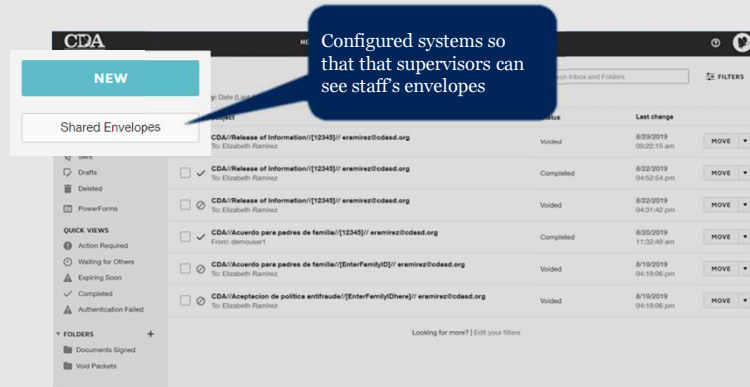 CDA
HO
Configured systems so
that that supervisors can
see staff's envelopes
NEW
Shared Envelopes
Inbox and Folders
FILTERS
Last change
CDA//Release of Information//[12345]// eramirez@cdasd.org
To: Elizabeth Ramirez
Voided
8/29/2019
09:22:15 am
MOVE
Sent
Drafts
Deleted
PowerForms
CDA//Release of Information//[12345]// eramirez@cdasd.org
To: Elizabeth Ramirez
Completed
8/22/2019
04:52:54 pm
MOVE
CDA//Release of Information//[12345]// eramirez@cdasd.org
To: Elizabeth Ramirez
Voided
8/22/2019
04:31:42 pm
MOVE
QUICK VIEWS
Action Required
Waiting for Others
Expiring Soon
Completed
Authentication Failed
CDA//Acuerdo para padres de familia//[12345]// eramirez@cdasd.org
From: demouser1
Completed
8/20/2019
11:32:49 am
MOVE
CDA//Acuerdo para padres de familia//[EnterFamilyID]// eramirez@cdasd.org
To: Elizabeth Ramirez
Voided
8/19/2019
04:19:06 pm
MOVE
CDA//Aceptacion de politica antifraude//[EnterFamilyIDhere]// eramirez@cdasd.org
To: Elizabeth Ramirez
Voided
8/19/2019
04:19:06 pm
MOVE
FOLDERS
Documents Signed
Void Packets
Looking for more? | Edit your filters